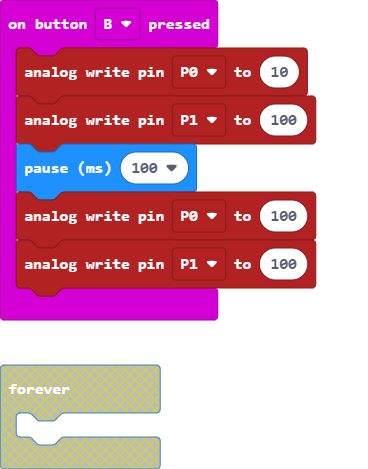 on button B pressed
analog write pin P0 to 10
analog write pin P1 to 100
pause (ms) 100
analog write pin P0 to 100
analog write pin P1 to 100
forever